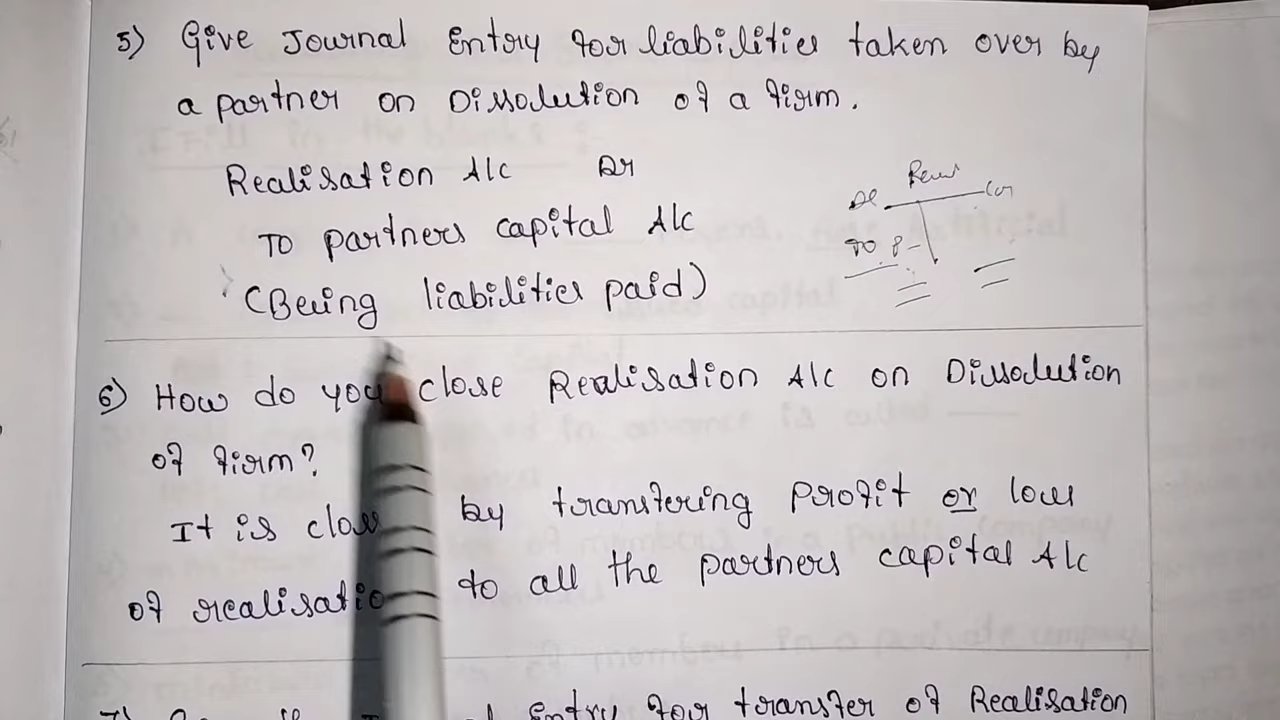 5) Give Journal Entry for liabilities taken over by
a partner on Dissolution of a firm.
Realisation A/c Dr
To partners capital A/c
(Being liabilities paid)
6) How do you close Realisation A/c on Dissolution
of firm?
It is by transfering Profit or loss
of to all the partners capital A/c
Entry for transfer of Realisation